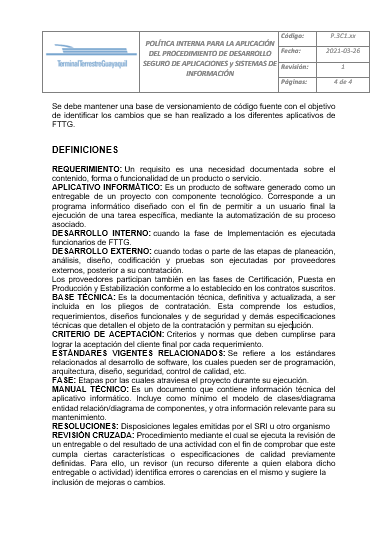 TerminalTerrestreGuayaquil
POLÍTICA INTERNA PARA LA APLICACIÓN
DEL PROCEDIMIENTO DE DESARROLLO
SEGURO DE APLICACIONES y SISTEMAS DE
INFORMACIÓN
Código: P.3C1.xx
Fecha: 2021-03-26
Revisión: 1
Páginas: 4 de 4
Se debe mantener una base de versionamiento de código fuente con el objetivo
de identificar los cambios que se han realizado a los diferentes aplicativos de
FTTG.
DEFINICIONES
REQUERIMIENTO: Un requisito es una necesidad documentada sobre el
contenido, forma o funcionalidad de un producto o servicio.
APLICATIVO INFORMÁTICO: Es un producto de software generado como un
entregable de un proyecto con componente tecnológico. Corresponde a un
programa informático diseñado con el fin de permitir a un usuario final la
ejecución de una tarea específica, mediante la automatización de su proceso
asociado.
DESARROLLO INTERNO: cuando la fase de Implementación es ejecutada
funcionarios de FTTG.
DESARROLLO EXTERNO: cuando todas o parte de las etapas de planeación,
análisis, diseño, codificación y pruebas son ejecutadas por proveedores
externos, posterior a su contratación.
Los proveedores participan también en las fases de Certificación, Puesta en
Producción y Estabilización conforme a lo establecido en los contratos suscritos.
BASE TÉCNICA: Es la documentación técnica, definitiva y actualizada, a ser
incluida en los pliegos de contratación. Esta comprende los estudios,
requerimientos, diseños funcionales y de seguridad y demás especificaciones
técnicas que detallen el objeto de la contratación y permitan su ejecución.
CRITERIO DE ACEPTACIÓN: Criterios y normas que deben cumplirse para
lograr la aceptación del cliente final por cada requerimiento.
ESTÁNDARES VIGENTES RELACIONADOS: Se refiere a los estándares
relacionados al desarrollo software, los cuales pueden ser de programación,
arquitectura, diseño, seguridad, control de calidad, etc.
FASE: Etapas por las cuales atraviesa el proyecto durante su ejecución.
MANUAL TÉCNICO: Es un documento que contiene información técnica del
aplicativo informático. Incluye como mínimo el modelo de clases/diagrama
entidad relación/diagrama de componentes, y otra información relevante para su
mantenimiento.
RESOLUCIONES: Disposiciones legales emitidas por el SRI u otro organismo
REVISIÓN CRUZADA: Procedimiento mediante el cual se ejecuta la revisión de
un entregable o del resultado de una actividad con el fin de comprobar que este
cumpla ciertas características o especificaciones de calidad previamente
definidas. Para ello, un revisor (un recurso diferente a quien elabora dicho
entregable o actividad) identifica errores o carencias en el mismo y sugiere la
inclusión de mejoras o cambios.